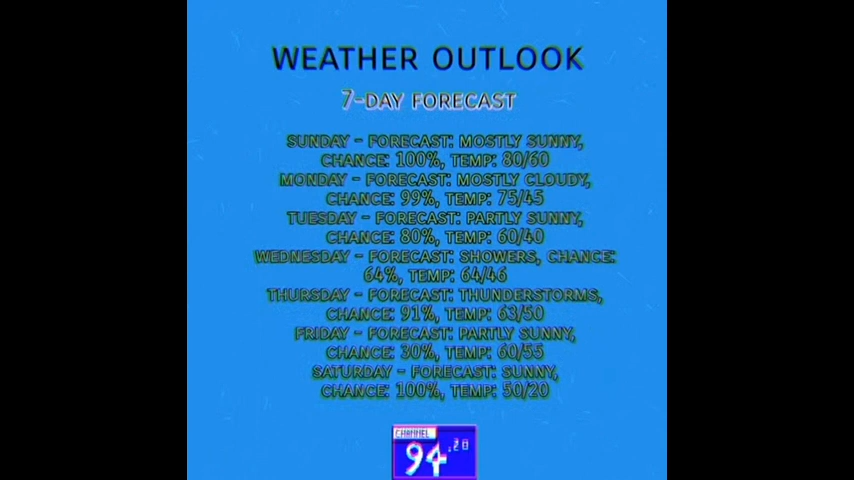 WEATHER OUTLOOK
7-DAY FORECAST
SUNDAY - FORECAST: MOSTLY SUNNY,
CHANCE: 100%, TEMP: 80/60
MONDAY - FORECAST: MOSTLY CLOUDY,
CHANCE: 99%, TEMP: 75/45
TUESDAY - FORECAST: PARTLY SUNNY,
CHANCE: 80%, TEMP: 60/40
WEDNESDAY - FORECAST: SHOWERS, CHANCE:
64%, TEMP: 64/46
THURSDAY - FORECAST: THUNDERSTORMS,
CHANCE: 91%, TEMP: 63/50
FRIDAY - FORECAST: PARTLY SUNNY,
CHANCE: 30%, TEMP: 60/55
SATURDAY - FORECAST: SUNNY,
CHANCE: 100%, TEMP: 50/20
CHANNEL
94.20